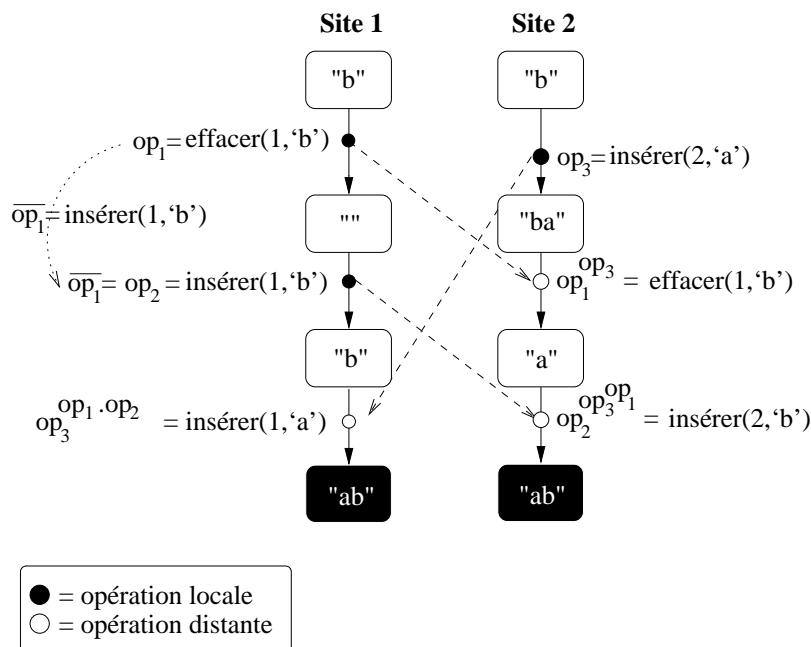 Site 1 Site 2
"b" "b"
op₁=effacer(1,‘b’)
op₃=insérer(2,‘a’)
op₁=insérer(1,‘b’)
"" "ba"
op₁= op₂=insérer(1,‘b’)
op₁^op₃ = effacer(1,‘b’)
"b" "a"
op₃^op₁.op₂ = insérer(1,‘a’)
op₂^op₃^op₁ = insérer(2,‘b’)
"ab" "ab"
= opération locale
= opération distante